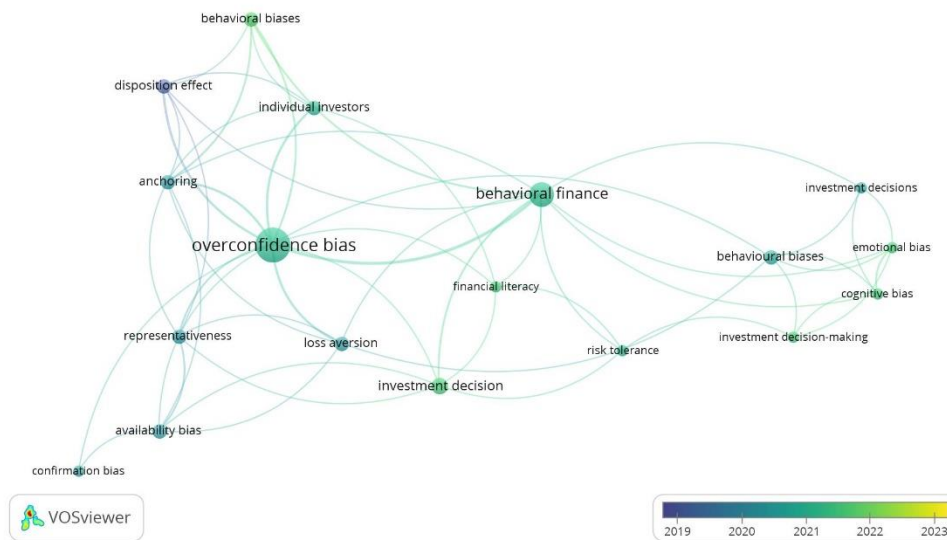 behavioral biases
disposition effect
individual investors
anchoring
behavioral finance
investment decisions
overconfidence bias
emotional bias
behavioural biases
financial literacy
cognitive bias
representativeness
loss aversion
risk tolerance
investment decision-making
investment decision
availability bias
confirmation bias
VOSviewer
2019 2020 2021 2022 2023